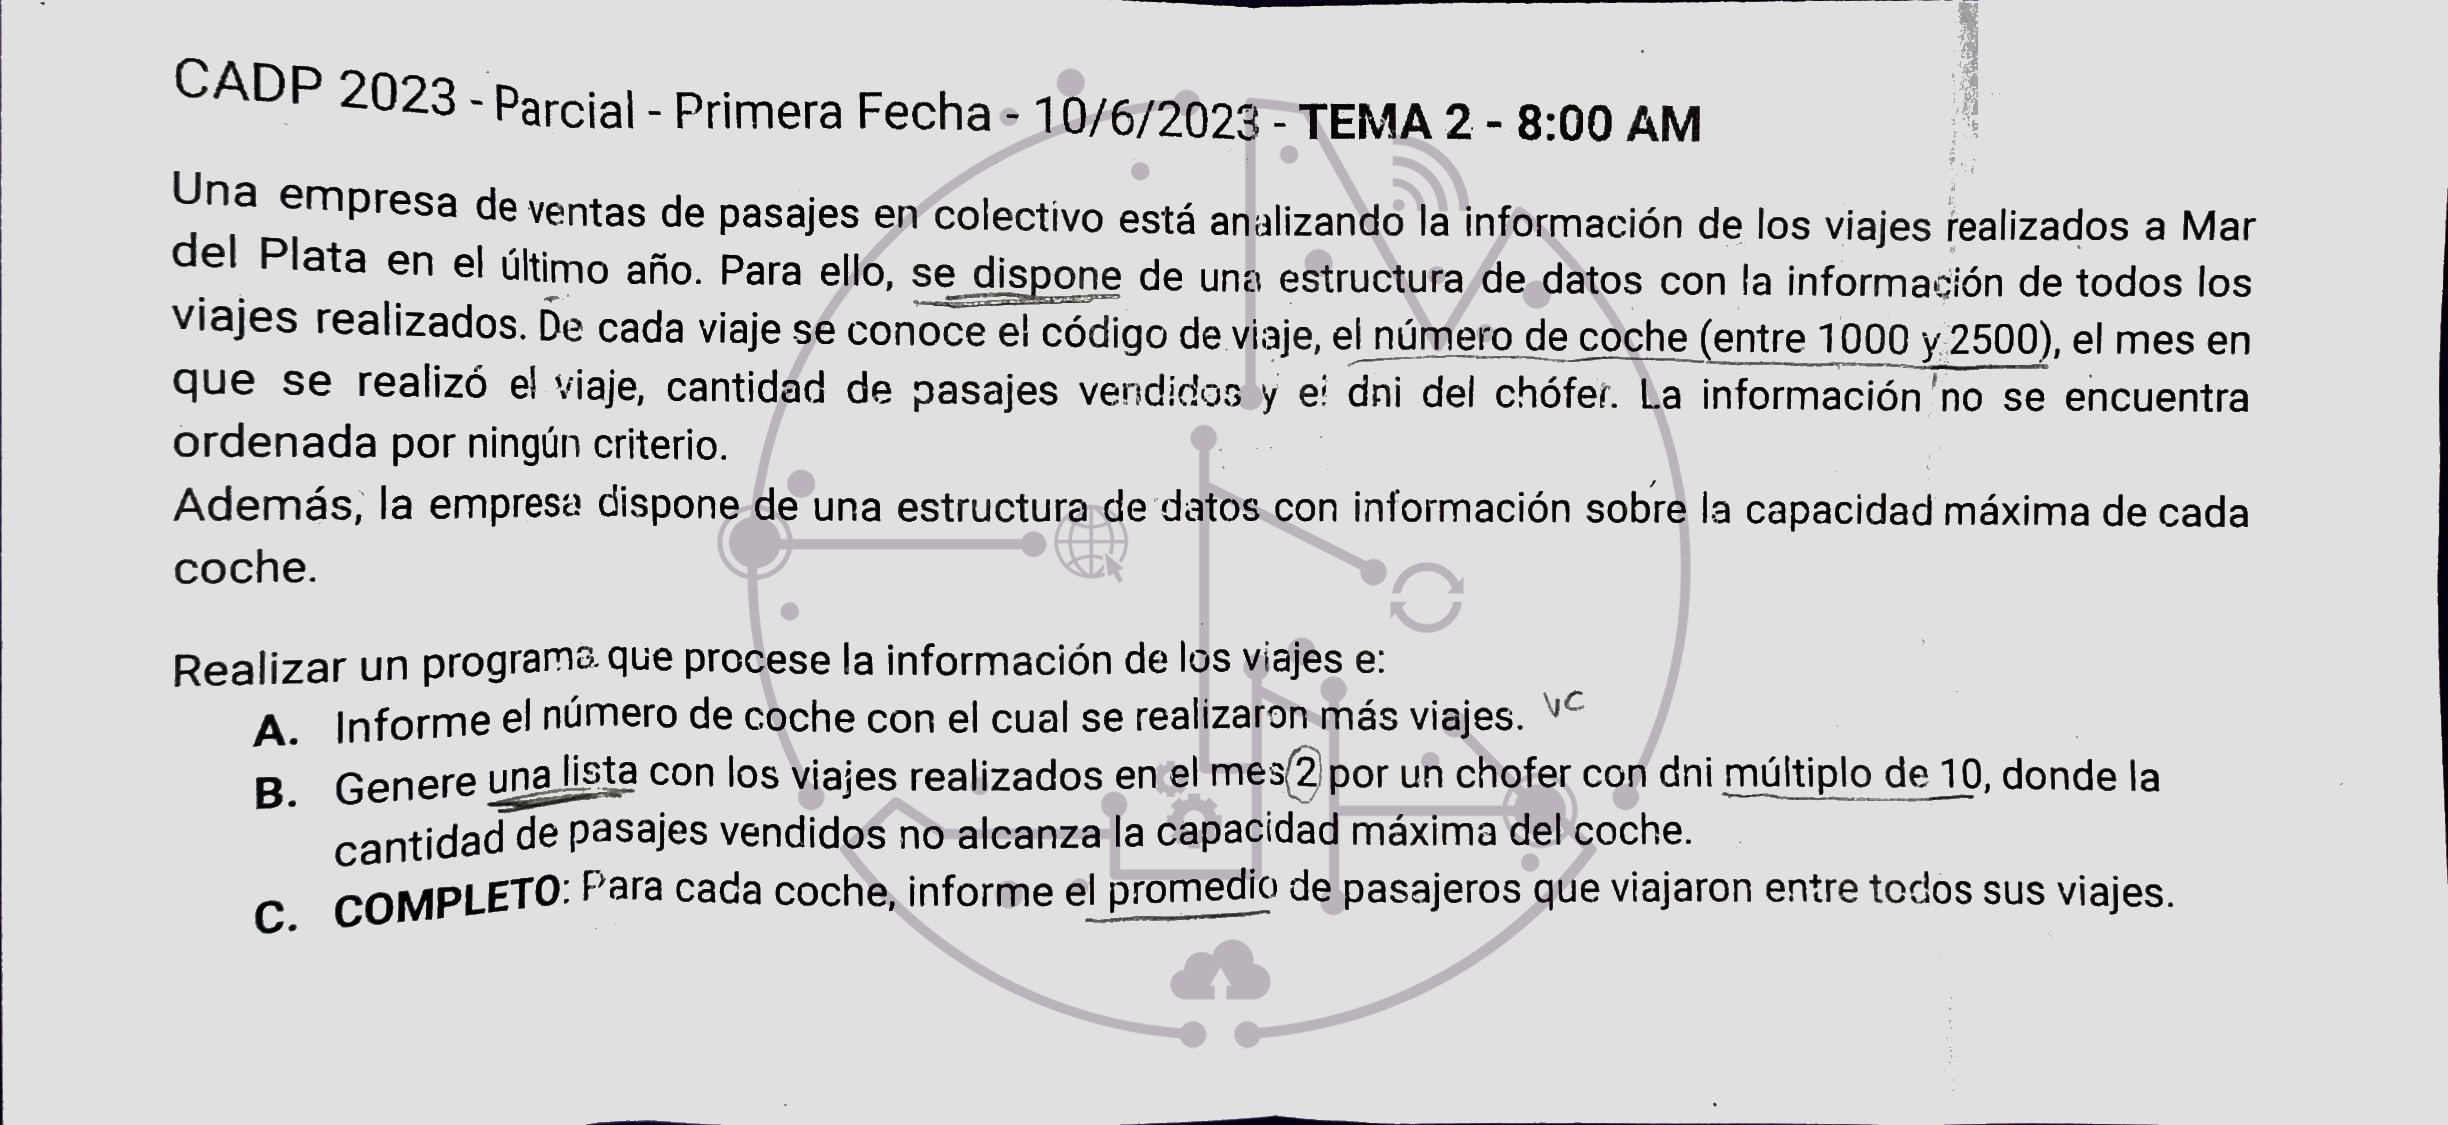 CADP 2023 - Parcial - Primera Fecha - 10/6/2023 - TEMA 2 - 8:00 AM
Una empresa de ventas de pasajes en colectivo está analizando la información de los viajes realizados a Mar
del Plata en el último año. Para ello, se dispone de una estructura de datos con la información de todos los
viajes realizados. De cada viaje se conoce el código de viaje, el número de coche (entre 1000 y 2500), el mes en
que se realizó el viaje, cantidad de pasajes vendidos y el dni del chófer. La información no se encuentra
ordenada por ningún criterio.
Además, la empresa dispone de una estructura de datos con información sobre la capacidad máxima de cada
coche.
Realizar un programa que procese la información de los viajes e:
A. Informe el número de coche con el cual se realizaron más viajes. VC
B. Genere una lista con los viajes realizados en el mes 2 por un chofer con dni múltiplo de 10, donde la
cantidad de pasajes vendidos no alcanza la capacidad máxima del coche.
C. COMPLETO: Para cada coche, informe el promedio de pasajeros que viajaron entre todos sus viajes.